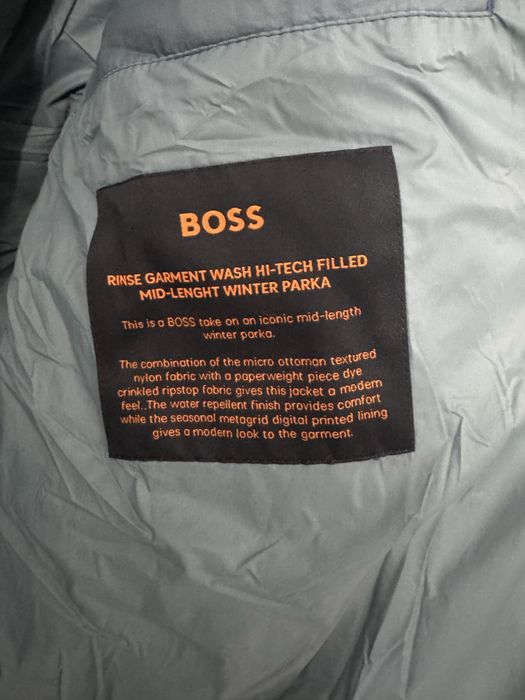 BOSS
RINSE GARMENT WASH HI-TECH FILLED
MID-LENGHT WINTER PARKA
This is a BOSS take on an iconic mid-length
winter parka.
The combination of the micro ottoman textured
nylon fabric with a paperweight piece dye
crinkled ripstop fabric gives this jacket a modern
feel..The water repellent finish provides comfort
while the seasonal metagrid digital printed lining
gives a modern look to the garment.